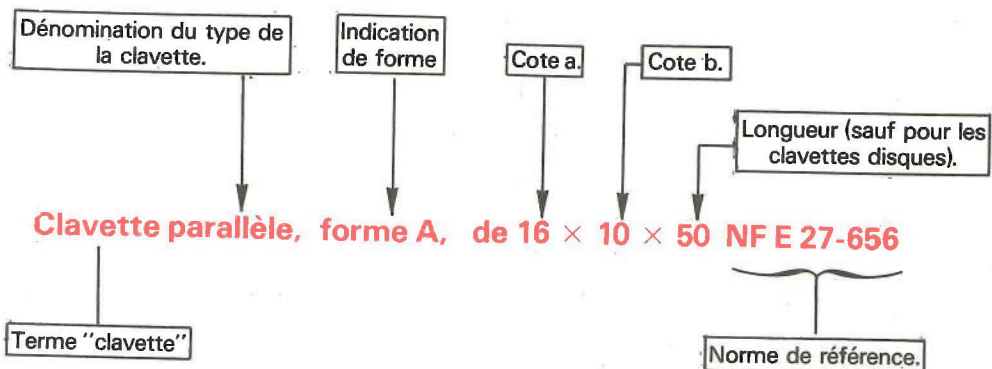 Dénomination du type de
la clavette.
Indication
de forme
Cote a.
Cote b.
Longueur (sauf pour les
clavettes disques).
Clavette parallèle, forme A, de 16 × 10 × 50 NF E 27-656
Terme "clavette"
Norme de référence.